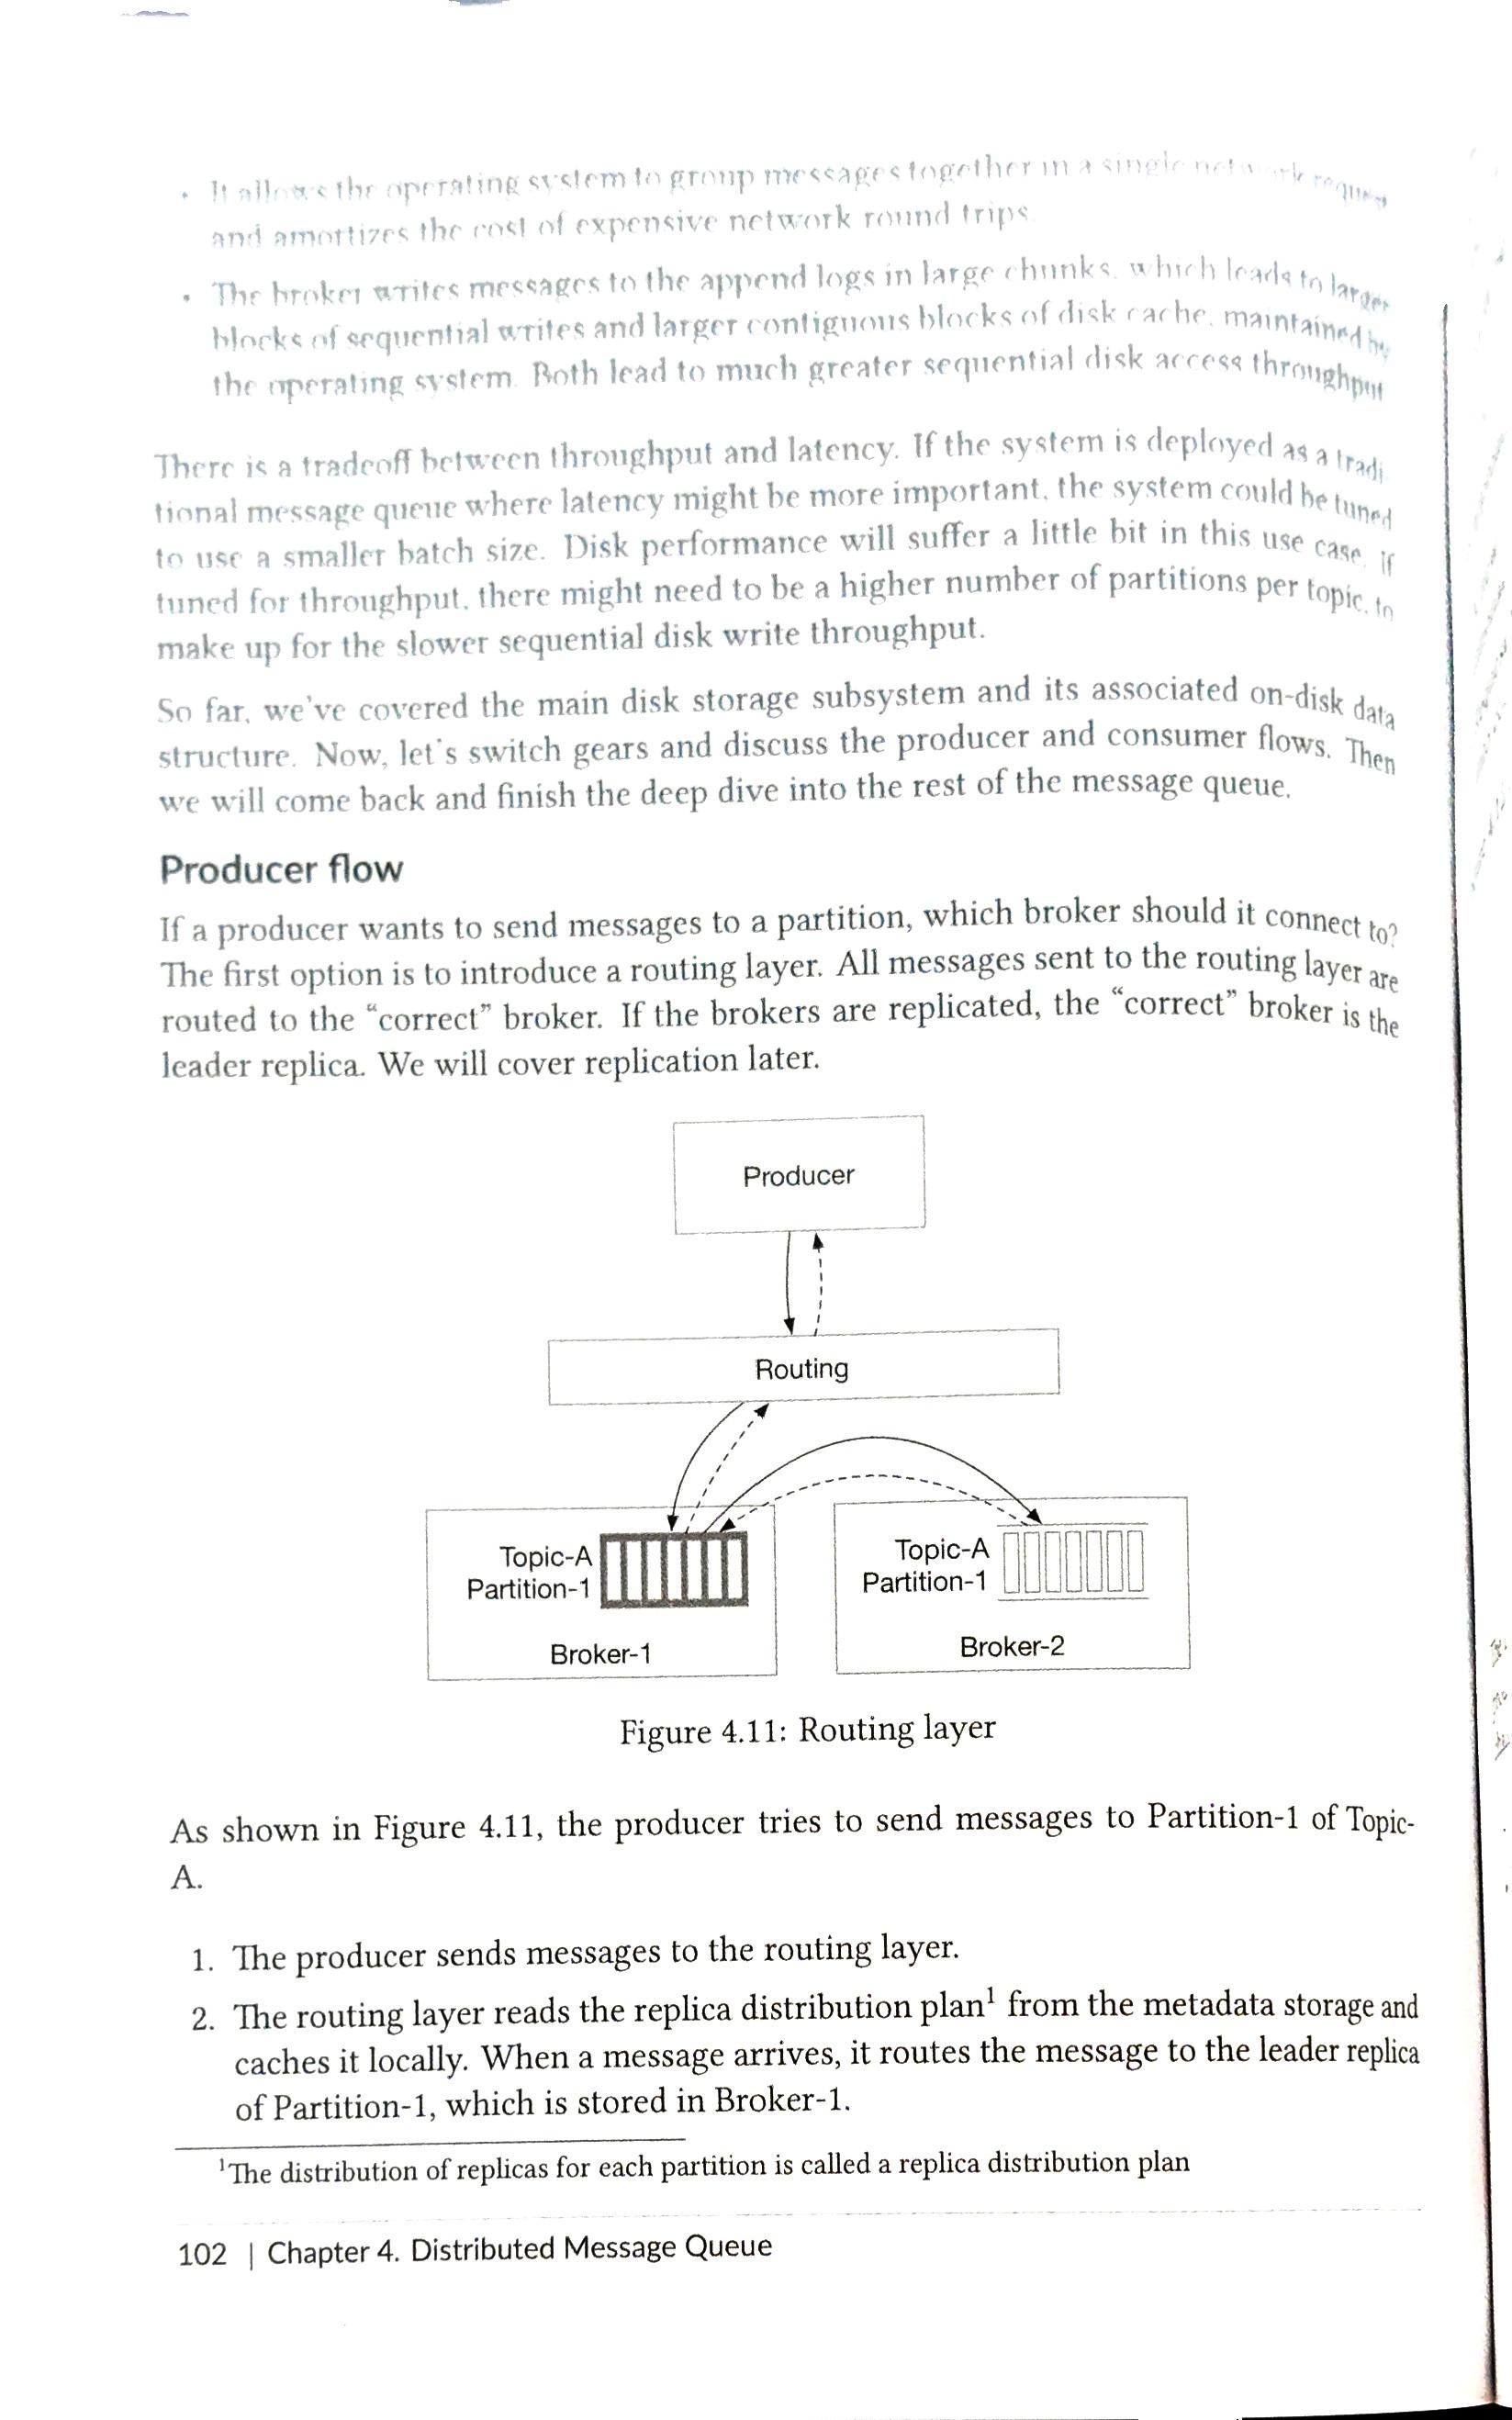 • It allows the operating system to group messages together in a single network request
and amortizes the cost of expensive network round trips.
• The broker writes messages to the append logs in large chunks, which leads to larger
blocks of sequential writes and larger contiguous blocks of disk cache, maintained by
the operating system. Both lead to much greater sequential disk access throughput
There is a tradeoff between throughput and latency. If the system is deployed as a tradi
tional message queue where latency might be more important, the system could be tuned
to use a smaller batch size. Disk performance will suffer a little bit in this use case. If
tuned for throughput, there might need to be a higher number of partitions per topic, to
make up for the slower sequential disk write throughput.
So far, we've covered the main disk storage subsystem and its associated on-disk data
structure. Now, let's switch gears and discuss the producer and consumer flows. Then
we will come back and finish the deep dive into the rest of the message queue.
Producer flow
If a producer wants to send messages to a partition, which broker should it connect to?
The first option is to introduce a routing layer. All messages sent to the routing layer are
routed to the “correct” broker. If the brokers are replicated, the “correct” broker is the
leader replica. We will cover replication later.
Producer
Routing
Topic-A
Partition-1
Broker-1
Topic-A
Partition-1
Broker-2
Figure 4.11: Routing layer
As shown in Figure 4.11, the producer tries to send messages to Partition-1 of Topic-
A.
1. The producer sends messages to the routing layer.
2. The routing layer reads the replica distribution plan¹ from the metadata storage and
caches it locally. When a message arrives, it routes the message to the leader replica
of Partition-1, which is stored in Broker-1.
¹The distribution of replicas for each partition is called a replica distribution plan
102 | Chapter 4. Distributed Message Queue